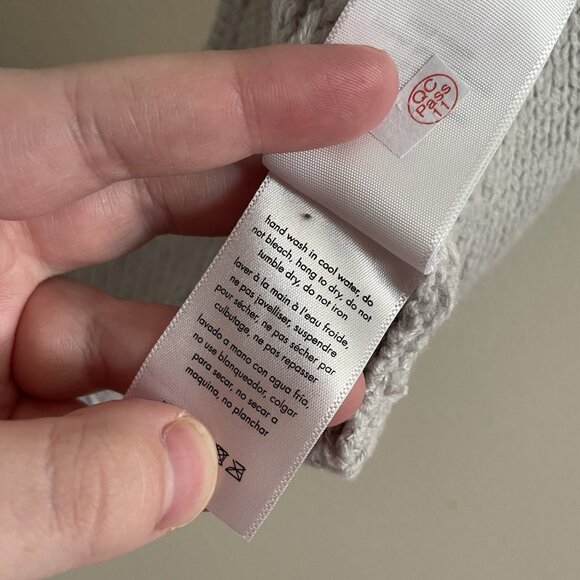 QC
Pass
11
hand wash in cool water, do
not bleach, hang to dry, do not
tumble dry, do not iron
laver à la main à l'eau froide,
ne pas javelliser, suspendre
pour sécher, ne pas sécher par
culbutage, ne pas repasser
lavado a mano con agua fría,
no use blanqueador, colgar
para secar, no secar a
maquina, no planchar